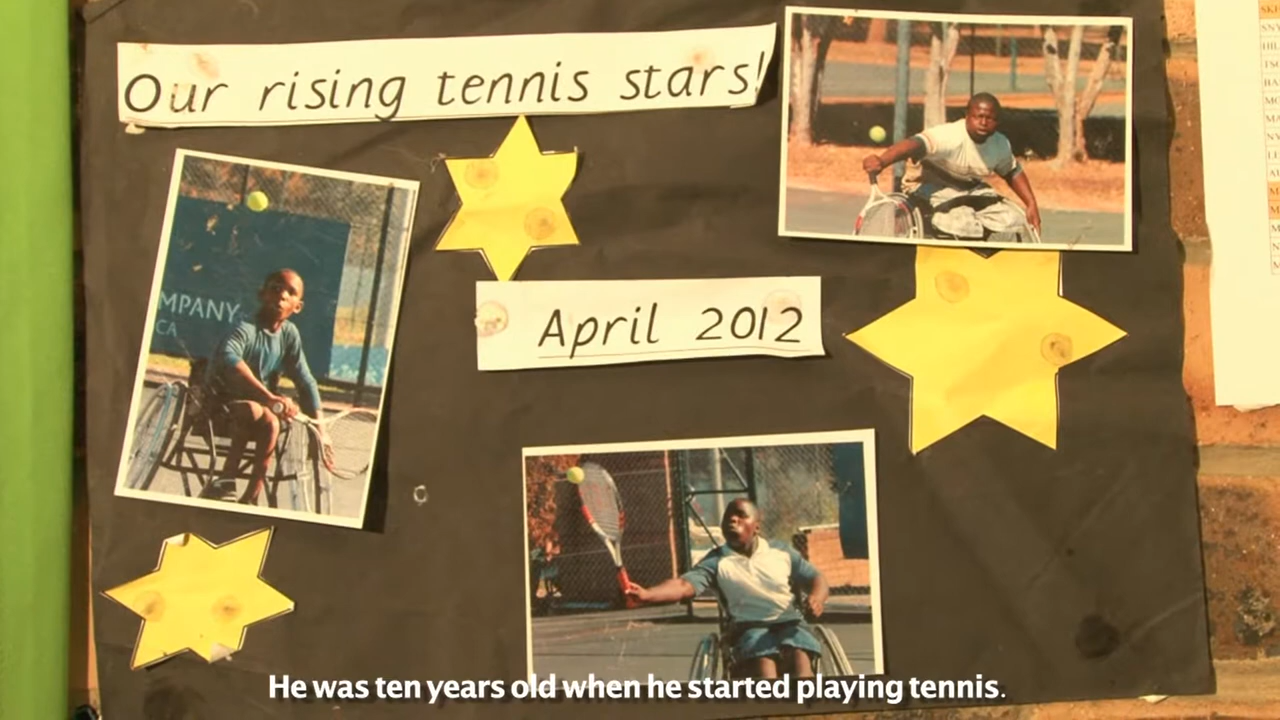 Our rising tennis stars!
MPANY
CA
April 2012
He was ten years old when he started playing tennis.